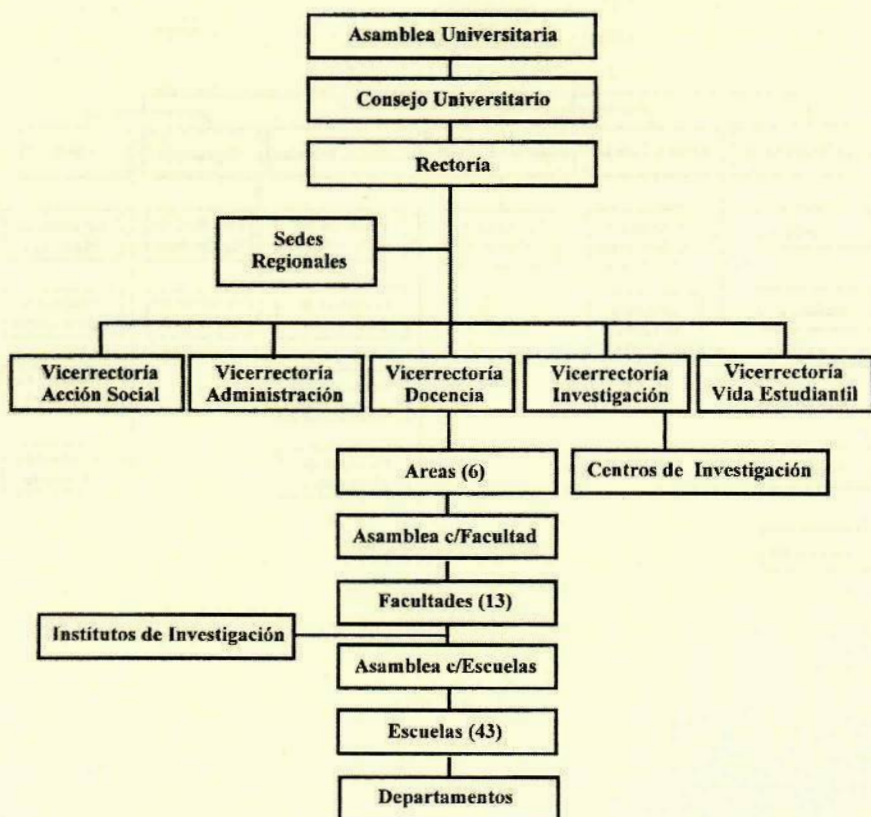 Asamblea Universitaria
Consejo Universitario
Rectoría
Sedes
Regionales
Vicerrectoría
Acción Social
Vicerrectoría
Administración
Vicerrectoría
Docencia
Vicerrectoría
Investigación
Vicerrectoría
Vida Estudiantil
Areas (6)
Centros de Investigación
Asamblea c/Facultad
Facultades (13)
Institutos de Investigación
Asamblea c/Escuelas
Escuelas (43)
Departamentos